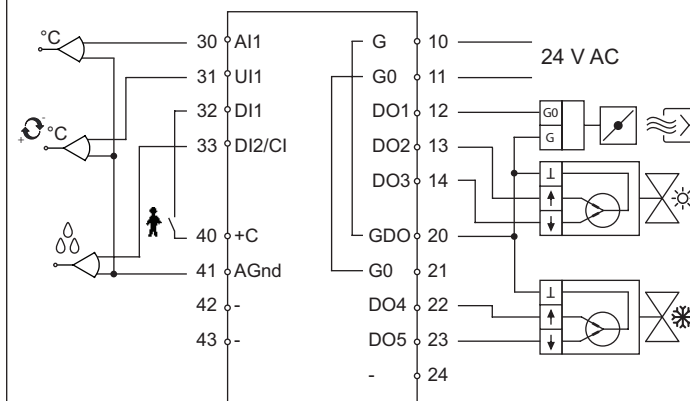 °C 30 AI1 G 10 24 V AC
31 UI1 G0 11
°C 32 DI1 DO1 12 G0
33 DI2/CI DO2 13 G
DO3 14 ⊥
↑
↓
40 +C GDO 20
41 AGnd G0 21
42 - DO4 22 ⊥
↑
43 - DO5 23 ↓
- 24
+ -